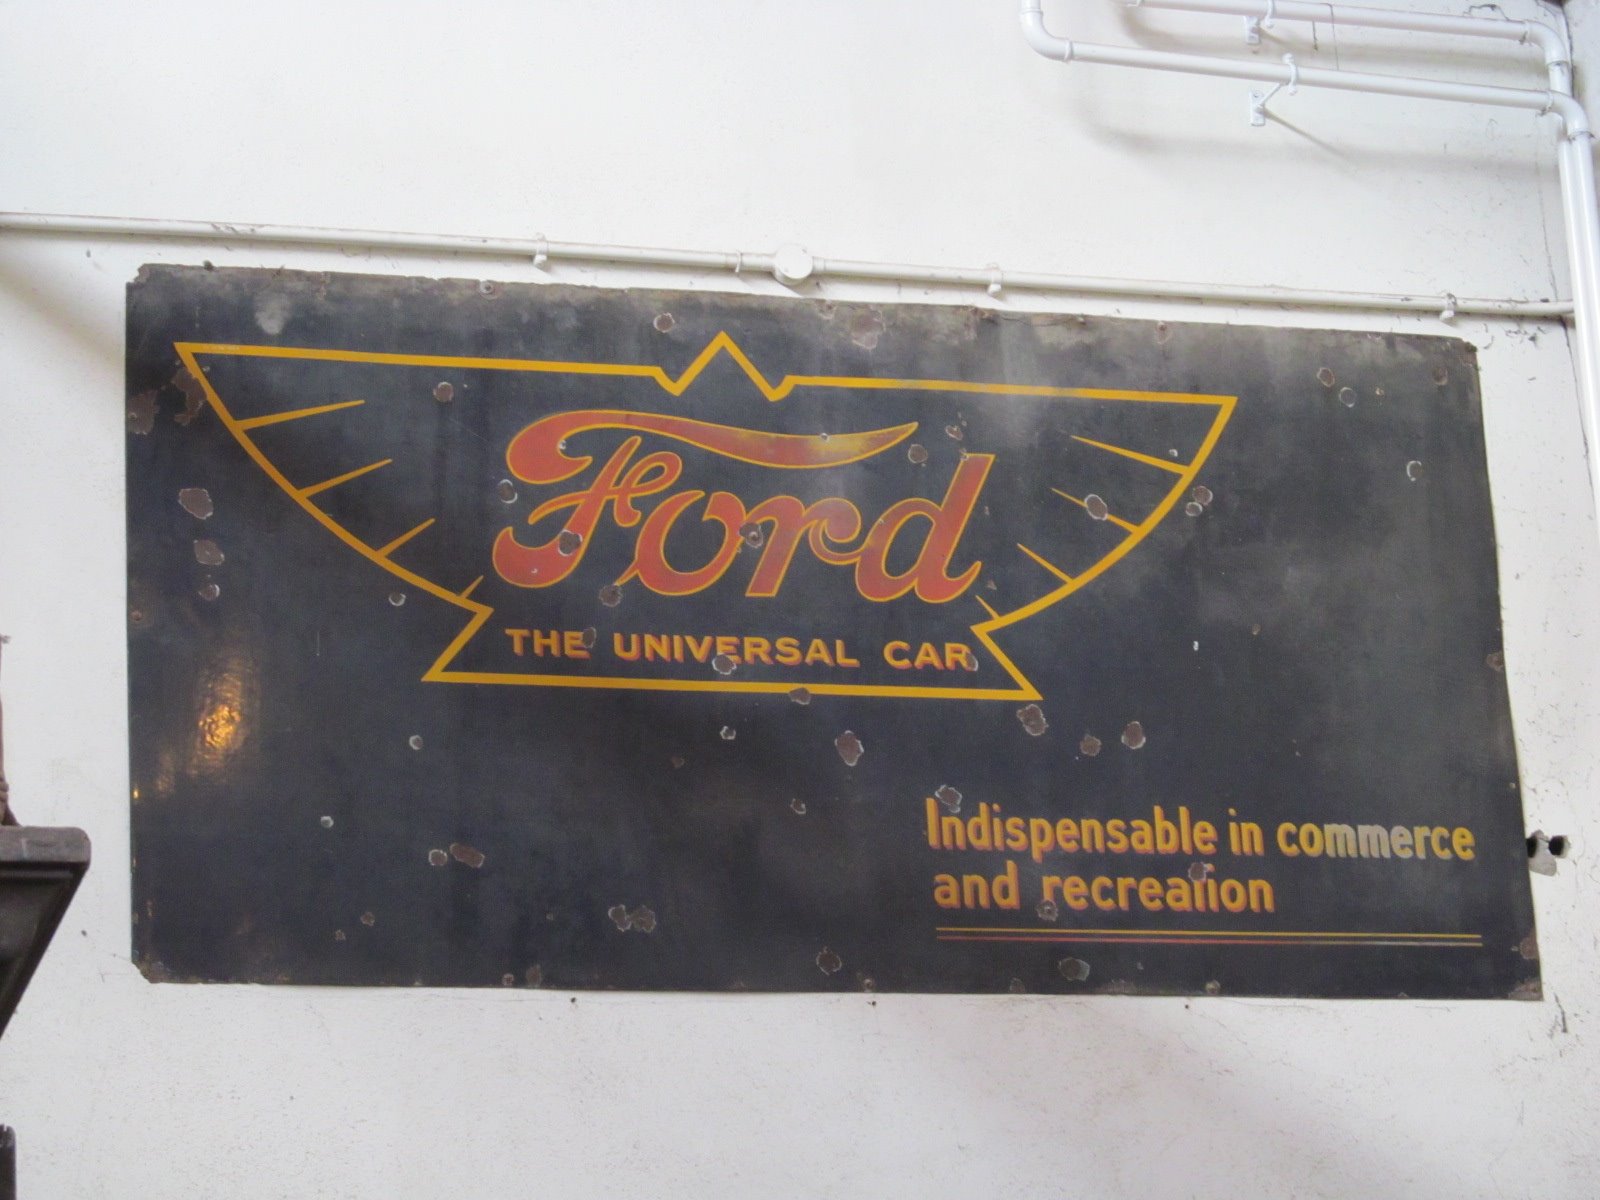 Ford
THE UNIVERSAL CAR
Indispensable in commerce
and recreation